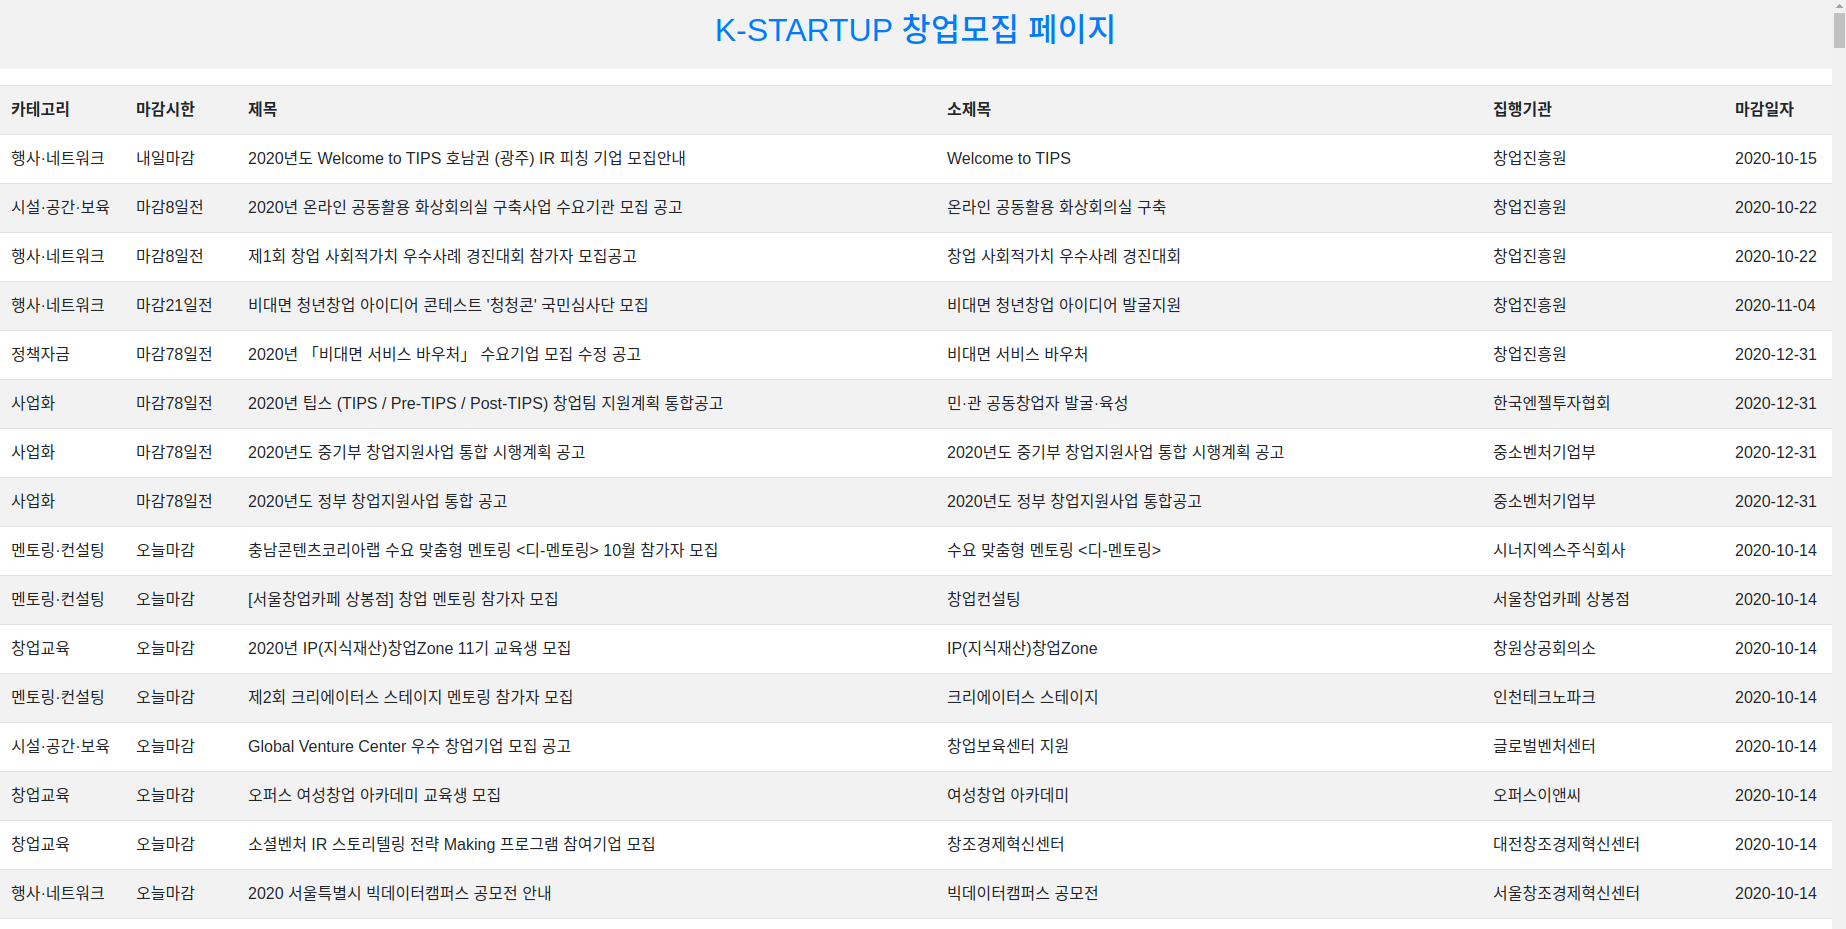 K-STARTUP 창업모집 페이지
카테고리 마감시한 제목 소제목 집행기관 마감일자
행사·네트워크 내일마감 2020년도 Welcome to TIPS 호남권 (광주) IR 피칭 기업 모집안내 Welcome to TIPS 창업진흥원 2020-10-15
시설·공간·보육 마감8일전 2020년 온라인 공동활용 화상회의실 구축사업 수요기관 모집 공고 온라인 공동활용 화상회의실 구축 창업진흥원 2020-10-22
행사·네트워크 마감8일전 제1회 창업 사회적가치 우수사례 경진대회 참가자 모집공고 창업 사회적가치 우수사례 경진대회 창업진흥원 2020-10-22
행사·네트워크 마감21일전 비대면 청년창업 아이디어 콘테스트 '청청콘' 국민심사단 모집 비대면 청년창업 아이디어 발굴지원 창업진흥원 2020-11-04
정책자금 마감78일전 2020년 「비대면 서비스 바우처」 수요기업 모집 수정 공고 비대면 서비스 바우처 창업진흥원 2020-12-31
사업화 마감78일전 2020년 팁스 (TIPS / Pre-TIPS / Post-TIPS) 창업팀 지원계획 통합공고 민·관 공동창업자 발굴·육성 한국엔젤투자협회 2020-12-31
사업화 마감78일전 2020년도 중기부 창업지원사업 통합 시행계획 공고 2020년도 중기부 창업지원사업 통합 시행계획 공고 중소벤처기업부 2020-12-31
사업화 마감78일전 2020년도 정부 창업지원사업 통합 공고 2020년도 정부 창업지원사업 통합공고 중소벤처기업부 2020-12-31
멘토링·컨설팅 오늘마감 충남콘텐츠코리아랩 수요 맞춤형 멘토링 <디-멘토링> 10월 참가자 모집 수요 맞춤형 멘토링 <디-멘토링> 시너지엑스주식회사 2020-10-14
멘토링·컨설팅 오늘마감 [서울창업카페 상봉점] 창업 멘토링 참가자 모집 창업컨설팅 서울창업카페 상봉점 2020-10-14
창업교육 오늘마감 2020년 IP(지식재산)창업Zone 11기 교육생 모집 IP(지식재산)창업Zone 창원상공회의소 2020-10-14
멘토링·컨설팅 오늘마감 제2회 크리에이터스 스테이지 멘토링 참가자 모집 크리에이터스 스테이지 인천테크노파크 2020-10-14
시설·공간·보육 오늘마감 Global Venture Center 우수 창업기업 모집 공고 창업보육센터 지원 글로벌벤처센터 2020-10-14
창업교육 오늘마감 오퍼스 여성창업 아카데미 교육생 모집 여성창업 아카데미 오퍼스이앤씨 2020-10-14
창업교육 오늘마감 소셜벤처 IR 스토리텔링 전략 Making 프로그램 참여기업 모집 창조경제혁신센터 대전창조경제혁신센터 2020-10-14
행사·네트워크 오늘마감 2020 서울특별시 빅데이터캠퍼스 공모전 안내 빅데이터캠퍼스 공모전 서울창조경제혁신센터 2020-10-14